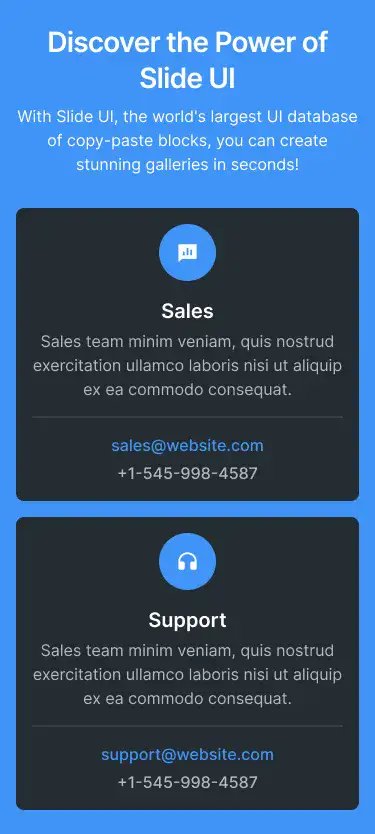 Discover the Power of
Slide UI
With Slide UI, the world's largest UI database
of copy-paste blocks, you can create
stunning galleries in seconds!
Sales
Sales team minim veniam, quis nostrud
exercitation ullamco laboris nisi ut aliquip
ex ea commodo consequat.
sales@website.com
+1-545-998-4587
Support
Sales team minim veniam, quis nostrud
exercitation ullamco laboris nisi ut aliquip
ex ea commodo consequat.
support@website.com
+1-545-998-4587